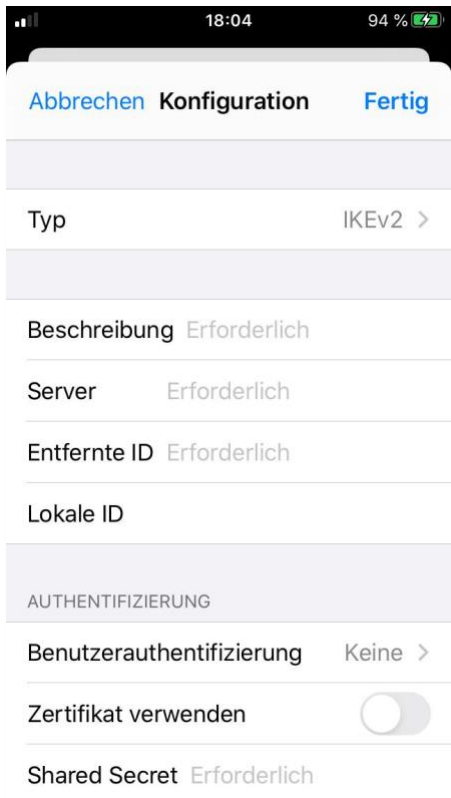 18:04 94 %
Abbrechen Konfiguration Fertig
Typ IKEv2
Beschreibung Erforderlich
Server Erforderlich
Entfernte ID Erforderlich
Lokale ID
AUTHENTIFIZIERUNG
Benutzerauthentifizierung Keine
Zertifikat verwenden
Shared Secret Erforderlich